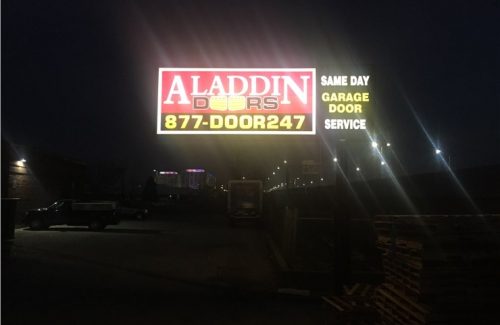 ALADDIN
DOORS
877-DOOR247
SAME DAY
GARAGE
DOOR
SERVICE